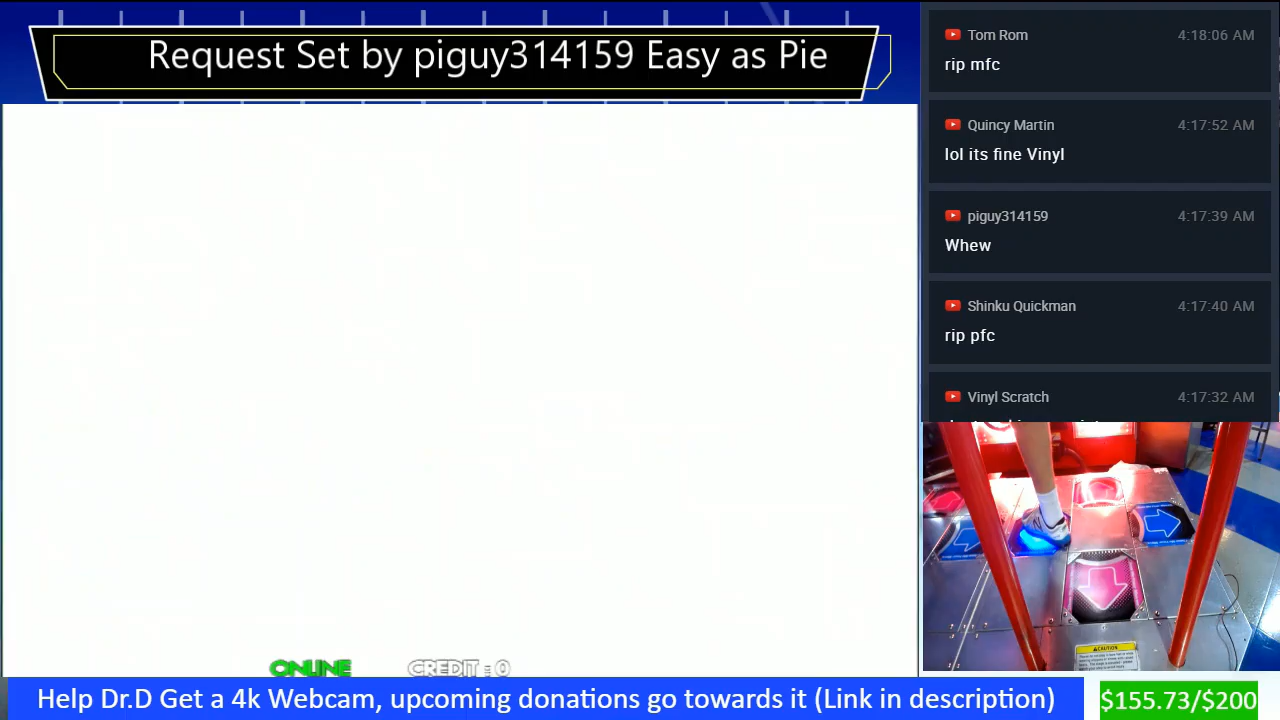 Request Set by piguy314159 Easy as Pie
Tom Rom 4:18:06 AM
rip mfc
Quincy Martin 4:17:52 AM
lol its fine Vinyl
piguy314159 4:17:39 AM
Whew
Shinku Quickman 4:17:40 AM
rip pfc
Vinyl Scratch 4:17:32 AM
CAUTION
ONLINE CREDIT : 0
Help Dr.D Get a 4k Webcam, upcoming donations go towards it (Link in description)
$155.73/$200